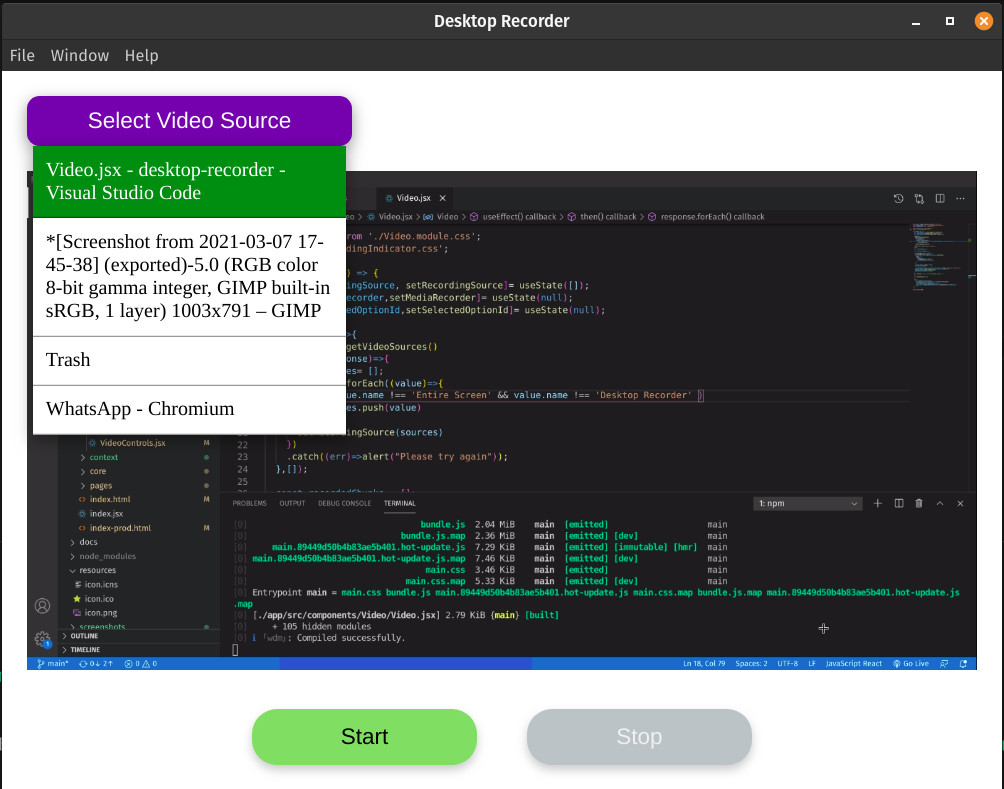 Desktop Recorder
File Window Help
Select Video Source
Video.jsx - desktop-recorder -
Visual Studio Code
*[Screenshot from 2021-03-07 17-
45-38] (exported)-5.0 (RGB color
8-bit gamma integer, GIMP built-in
sRGB, 1 layer) 1003x791 – GIMP
Trash
WhatsApp - Chromium
Video.jsx
Video.jsx > Video > useEffect() callback > then() callback > response.forEach() callback
rom './Video.module.css';
dingIndicator.css';
) => {
ingSource, setRecordingSource]= useState([]);
ecorder,setMediaRecorder]= useState(null);
edOptionId,setSelectedOptionId]= useState(null);
{
getVideoSources()
onse)=>{
es= [];
forEach((value)=>{
ue.name !== 'Entire Screen' && value.name !== 'Desktop Recorder' )
es.push(value)
ngSource(sources)
22 })
23 .catch((err)=>alert("Please try again"));
24 },[]);
25
VideoControls.jsx M
context
core
pages
index.html M
index.jsx
index-prod.html M
docs
node_modules
resources
icon.icns
icon.ico
icon.png
screenshots
OUTLINE
TIMELINE
PROBLEMS OUTPUT DEBUG CONSOLE TERMINAL 1: npm
[0] bundle.js 2.04 MiB main [emitted] main
[0] bundle.js.map 2.36 MiB main [emitted] [dev] main
[0] main.89449d50b4b83ae5b401.hot-update.js 7.29 KiB main [emitted] [immutable] [hmr] main
[0] main.89449d50b4b83ae5b401.hot-update.js.map 7.46 KiB main [emitted] [dev] main
[0] main.css 3.46 KiB main [emitted] main
[0] main.css.map 5.33 KiB main [emitted] [dev] main
[0] Entrypoint main = main.css bundle.js main.89449d50b4b83ae5b401.hot-update.js main.css.map bundle.js.map main.89449d50b4b83ae5b401.hot-update.js
.map
[0] [./app/src/components/Video/Video.jsx] 2.79 KiB {main} [built]
[0] + 105 hidden modules
[0] ℹ ｢wdm｣: Compiled successfully.
main* 0↓ 2↑ 0 0 Ln 18, Col 79 Spaces: 2 UTF-8 LF JavaScript React Go Live
Start Stop